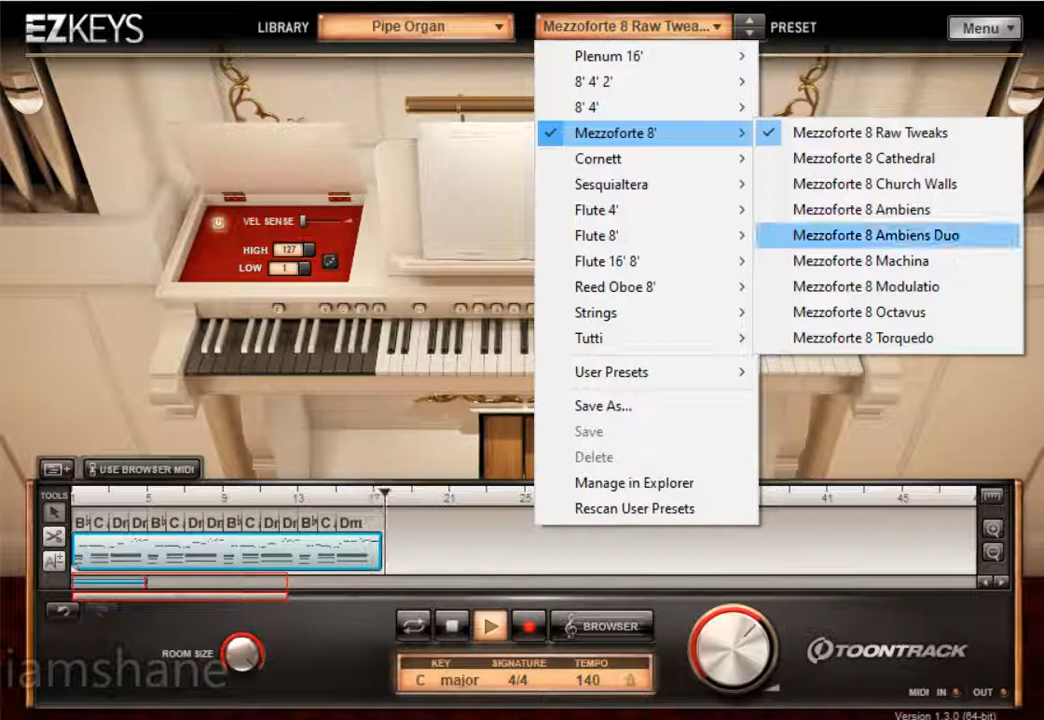 EZKEYS
LIBRARY
Pipe Organ
Mezzoforte 8 Raw Twea...
PRESET
Menu
Plenum 16'
8' 4' 2'
8' 4'
Mezzoforte 8'
Cornett
Sesquialtera
Flute 4'
Flute 8'
Flute 16' 8'
Reed Oboe 8'
Strings
Tutti
User Presets
Save As...
Save
Delete
Manage in Explorer
Rescan User Presets
Mezzoforte 8 Raw Tweaks
Mezzoforte 8 Cathedral
Mezzoforte 8 Church Walls
Mezzoforte 8 Ambiens
Mezzoforte 8 Ambiens Duo
Mezzoforte 8 Machina
Mezzoforte 8 Modulatio
Mezzoforte 8 Octavus
Mezzoforte 8 Torquedo
U
VEL SENSE
HIGH 127
LOW 1
USE BROWSER MIDI
TOOLS
5 9 13 17 21 25 41 45
B♭ C Dm Dm B♭ C Dm Dm B♭ C Dm Dm B♭ C Dm
A
ROOM SIZE
BROWSER
KEY SIGNATURE TEMPO
C major 4/4 140
TOONTRACK
MIDI IN OUT
Version 1.3.0 (64-bit)
iamshane